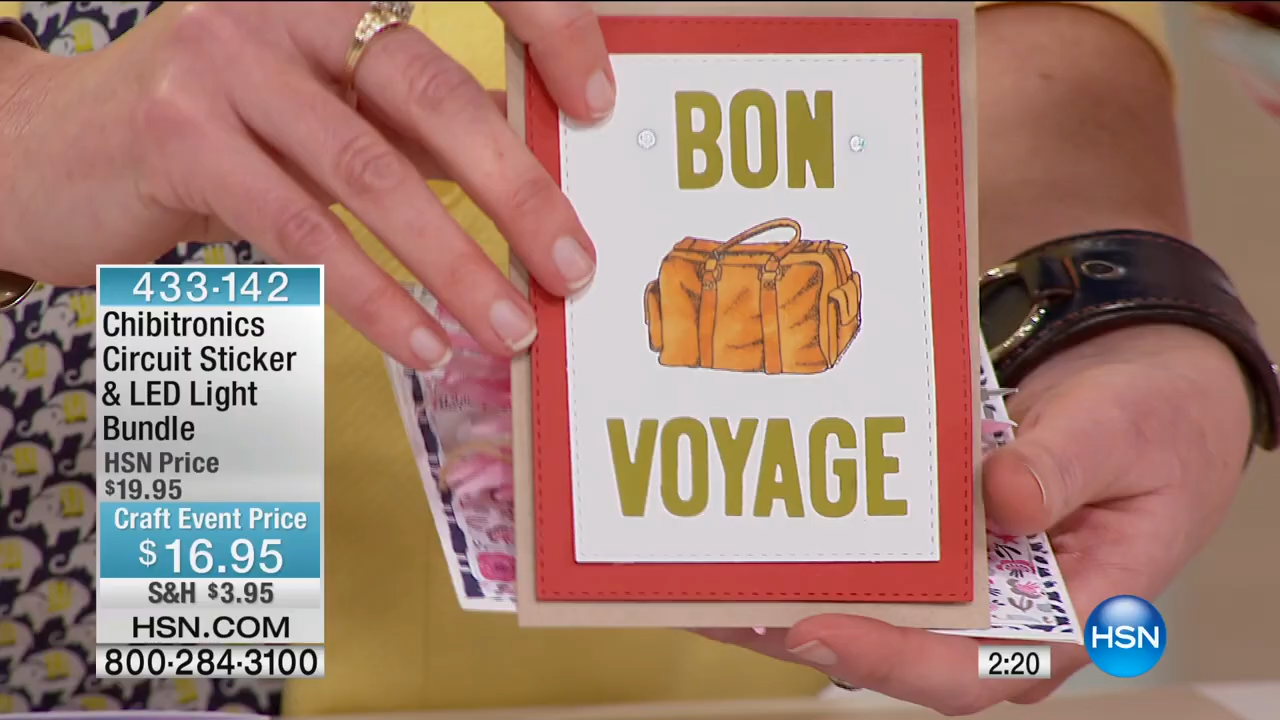 BON
VOYAGE
433-142
Chibitronics
Circuit Sticker
& LED Light
Bundle
HSN Price
$19.95
Craft Event Price
$16.95
S&H $3.95
HSN.COM
800-284-3100
2:20
HSN